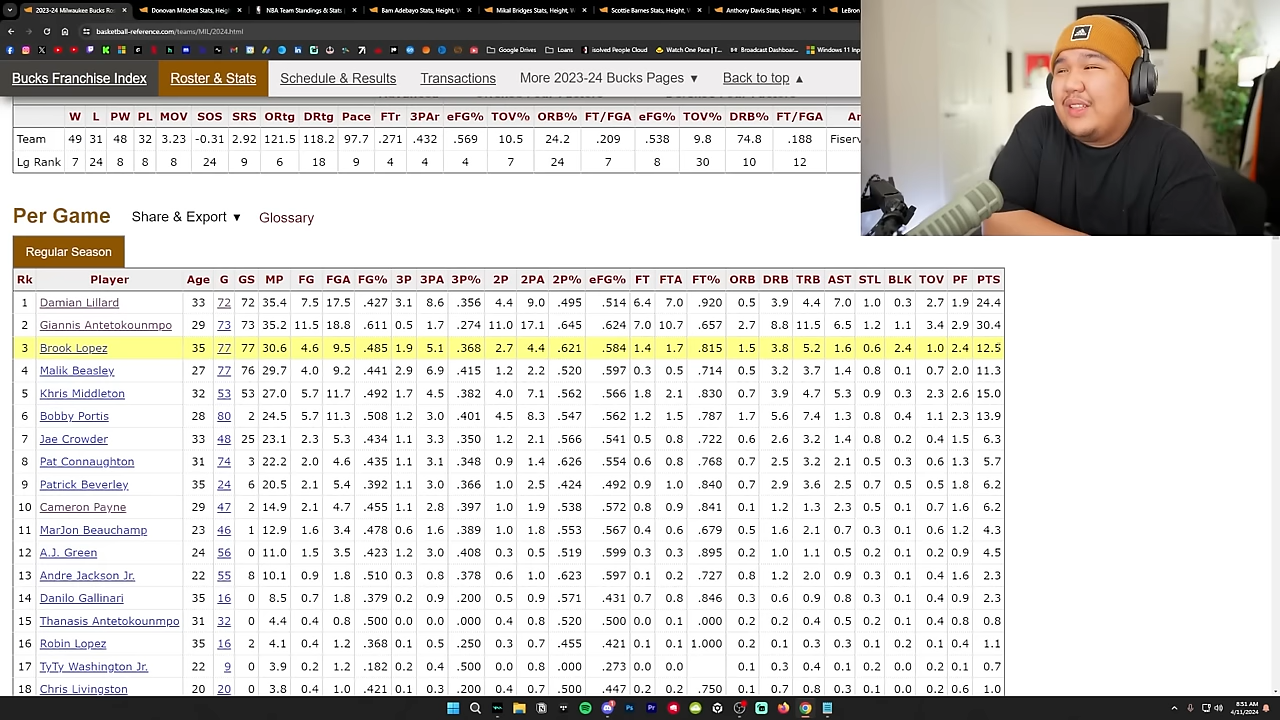 2023-24 Milwaukee Bucks Ro
Donovan Mitchell Stats, Heigh
NBA Team Standings & Stats
Bam Adebayo Stats, Height, W
Mikal Bridges Stats, Height, W
Scottie Barnes Stats, Height, W
Anthony Davis Stats, Height, W
LeBron
basketball-reference.com/teams/MIL/2024.html
Google Drives
Loans
isolved People Cloud
Watch One Pace | T...
Broadcast Dashboar...
Windows 11 Inp
Bucks Franchise Index
Roster & Stats
Schedule & Results
Transactions
More 2023-24 Bucks Pages ▼
Back to top ▲
W L PW PL MOV SOS SRS ORtg DRtg Pace FTr 3PAr eFG% TOV% ORB% FT/FGA eFG% TOV% DRB% FT/FGA Ar
Team 49 31 48 32 3.23 -0.31 2.92 121.5 118.2 97.7 .271 .432 .569 10.5 24.2 .209 .538 9.8 74.8 .188 Fiserv
Lg Rank 7 24 8 8 8 24 9 6 18 9 4 4 4 7 24 7 8 30 10 12
Per Game Share & Export ▼ Glossary
Regular Season
Rk Player Age G GS MP FG FGA FG% 3P 3PA 3P% 2P 2PA 2P% eFG% FT FTA FT% ORB DRB TRB AST STL BLK TOV PF PTS
1 Damian Lillard 33 72 72 35.4 7.5 17.5 .427 3.1 8.6 .356 4.4 9.0 .495 .514 6.4 7.0 .920 0.5 3.9 4.4 7.0 1.0 0.3 2.7 1.9 24.4
2 Giannis Antetokounmpo 29 73 73 35.2 11.5 18.8 .611 0.5 1.7 .274 11.0 17.1 .645 .624 7.0 10.7 .657 2.7 8.8 11.5 6.5 1.2 1.1 3.4 2.9 30.4
3 Brook Lopez 35 77 77 30.6 4.6 9.5 .485 1.9 5.1 .368 2.7 4.4 .621 .584 1.4 1.7 .815 1.5 3.8 5.2 1.6 0.6 2.4 1.0 2.4 12.5
4 Malik Beasley 27 77 76 29.7 4.0 9.2 .441 2.9 6.9 .415 1.2 2.2 .520 .597 0.3 0.5 .714 0.5 3.2 3.7 1.4 0.8 0.1 0.7 2.0 11.3
5 Khris Middleton 32 53 53 27.0 5.7 11.7 .492 1.7 4.5 .382 4.0 7.1 .562 .566 1.8 2.1 .830 0.7 3.9 4.7 5.3 0.9 0.3 2.3 2.6 15.0
6 Bobby Portis 28 80 2 24.5 5.7 11.3 .508 1.2 3.0 .401 4.5 8.3 .547 .562 1.2 1.5 .787 1.7 5.6 7.4 1.3 0.8 0.4 1.1 2.3 13.9
7 Jae Crowder 33 48 25 23.1 2.3 5.3 .434 1.1 3.3 .350 1.2 2.1 .566 .541 0.5 0.8 .722 0.6 2.6 3.2 1.4 0.8 0.2 0.4 1.5 6.3
8 Pat Connaughton 31 74 3 22.2 2.0 4.6 .435 1.1 3.1 .348 0.9 1.4 .626 .554 0.6 0.8 .768 0.7 2.5 3.2 2.1 0.5 0.3 0.6 1.3 5.7
9 Patrick Beverley 35 24 6 20.5 2.1 5.4 .392 1.1 3.0 .366 1.0 2.5 .424 .492 0.9 1.0 .840 0.7 2.9 3.6 2.5 0.7 0.5 0.5 1.8 6.2
10 Cameron Payne 29 47 2 14.9 2.1 4.7 .455 1.1 2.8 .397 1.0 1.9 .538 .572 0.8 0.9 .841 0.1 1.2 1.3 2.3 0.5 0.1 0.7 1.6 6.2
11 MarJon Beauchamp 23 46 1 12.9 1.6 3.4 .478 0.6 1.6 .389 1.0 1.8 .553 .567 0.4 0.6 .679 0.5 1.6 2.1 0.7 0.3 0.1 0.6 1.2 4.3
12 A.J. Green 24 56 0 11.0 1.5 3.5 .423 1.2 3.0 .408 0.3 0.5 .519 .599 0.3 0.3 .895 0.2 1.0 1.1 0.5 0.2 0.1 0.2 0.9 4.5
13 Andre Jackson Jr. 22 55 8 10.1 0.9 1.8 .510 0.3 0.8 .378 0.6 1.0 .623 .597 0.1 0.2 .727 0.8 1.2 2.0 0.9 0.3 0.1 0.4 1.6 2.3
14 Danilo Gallinari 35 16 0 8.5 0.7 1.8 .379 0.2 0.9 .200 0.5 0.9 .571 .431 0.7 0.8 .846 0.3 0.6 0.9 0.8 0.3 0.1 0.4 0.9 2.3
15 Thanasis Antetokounmpo 31 32 0 4.4 0.4 0.8 .500 0.0 0.0 .000 0.4 0.8 .520 .500 0.0 0.1 .000 0.2 0.2 0.4 0.5 0.2 0.1 0.4 0.8 0.8
16 Robin Lopez 35 16 2 4.1 0.4 1.2 .368 0.1 0.5 .250 0.3 0.7 .455 .421 0.1 0.1 1.000 0.2 0.1 0.3 0.3 0.1 0.2 0.1 0.4 1.1
17 TyTy Washington Jr. 22 9 0 3.9 0.2 1.2 .182 0.2 0.4 .500 0.0 0.8 .000 .273 0.0 0.0 0.1 0.3 0.4 0.1 0.2 0.0 0.2 0.1 0.7
18 Chris Livingston 20 20 0 3.8 0.4 1.0 .421 0.1 0.3 .200 0.4 0.7 .500 .447 0.2 0.2 .750 0.1 0.7 0.8 0.3 0.1 0.0 0.2 0.6 1.0
8:51 AM
4/11/2024